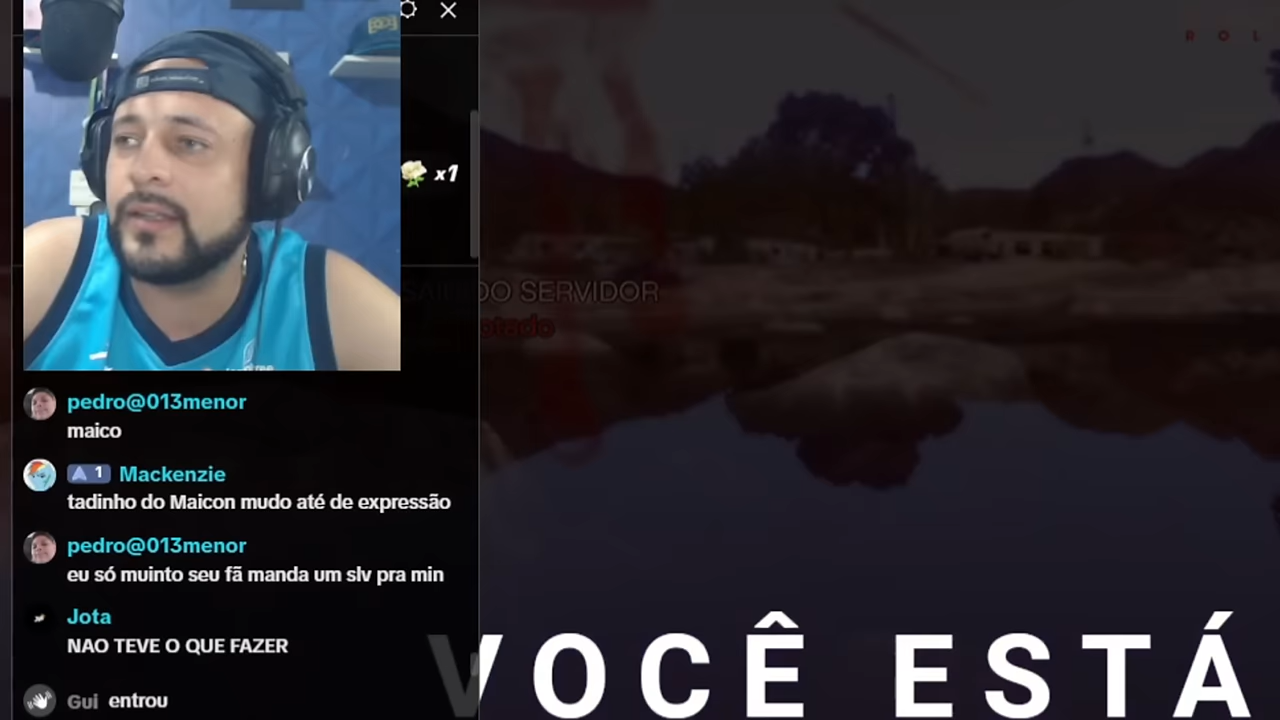 R O L
x1
DO SERVIDOR
pedro@013menor
maico
1 Mackenzie
tadinho do Maicon mudo até de expressão
pedro@013menor
eu só muinto seu fã manda um slv pra min
Jota
NAO TEVE O QUE FAZER
Gui entrou
VOCÊ ESTÁ